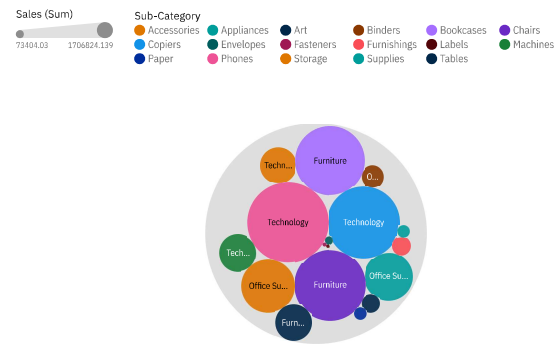 Sales (Sum)
73404.03 1706824.139
Sub-Category
Accessories Appliances Art Binders Bookcases Chairs
Copiers Envelopes Fasteners Furnishings Labels Machines
Paper Phones Storage Supplies Tables
Furniture
Techn...
O...
Technology Technology
Tech...
Office Su... Furniture Office Su...
Furn...